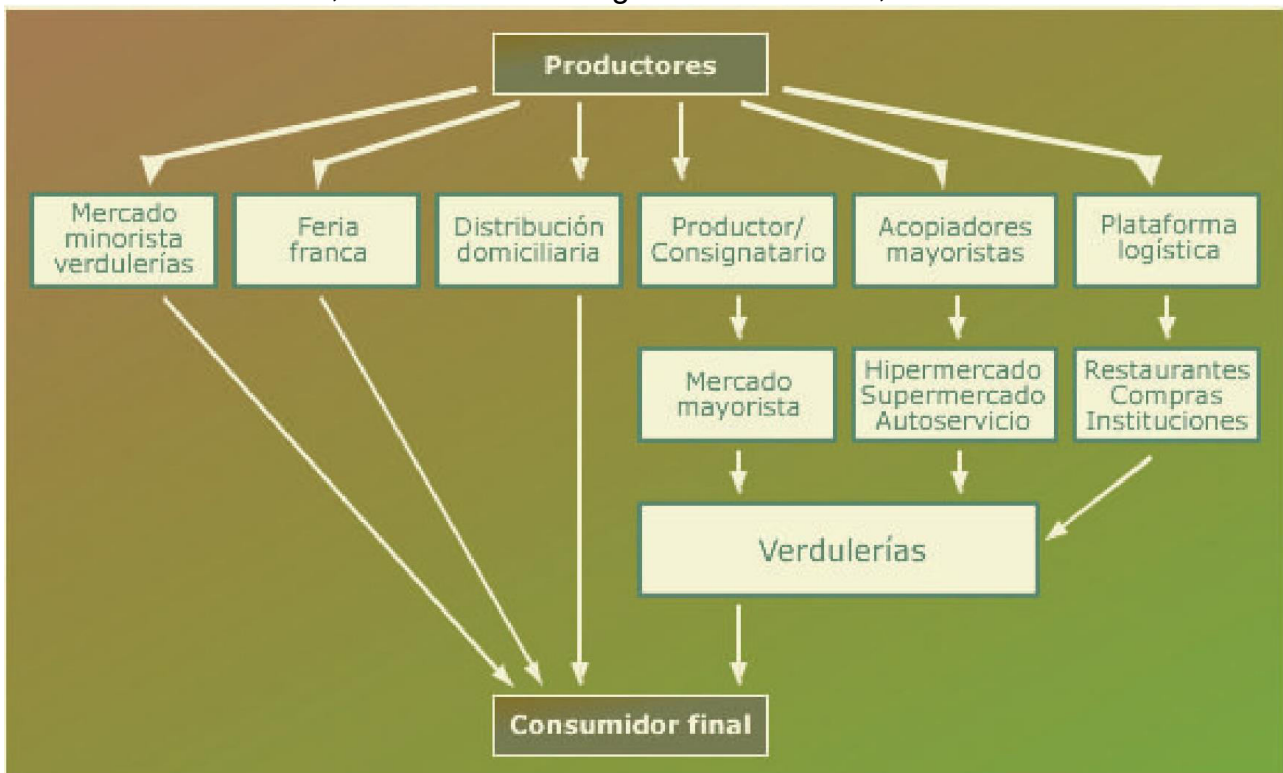 Productores
Mercado
minorista
verdulerías
Feria
franca
Distribución
domiciliaria
Productor/
Consignatario
Acopiadores
mayoristas
Plataforma
logística
Mercado
mayorista
Hipermercado
Supermercado
Autoservicio
Restaurantes
Compras
Instituciones
Verdulerías
Consumidor final